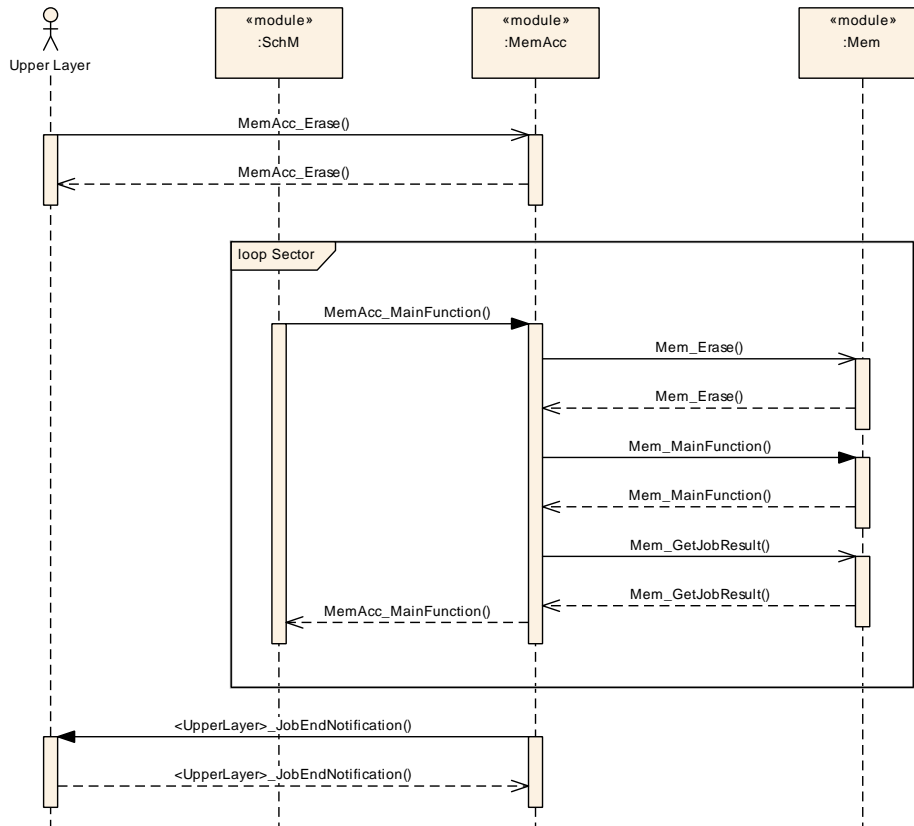 Upper Layer
«module»
:SchM
«module»
:MemAcc
«module»
:Mem
MemAcc_Erase()
MemAcc_Erase()
loop Sector
MemAcc_MainFunction()
Mem_Erase()
Mem_Erase()
Mem_MainFunction()
Mem_MainFunction()
Mem_GetJobResult()
Mem_GetJobResult()
MemAcc_MainFunction()
<UpperLayer>_JobEndNotification()
<UpperLayer>_JobEndNotification()